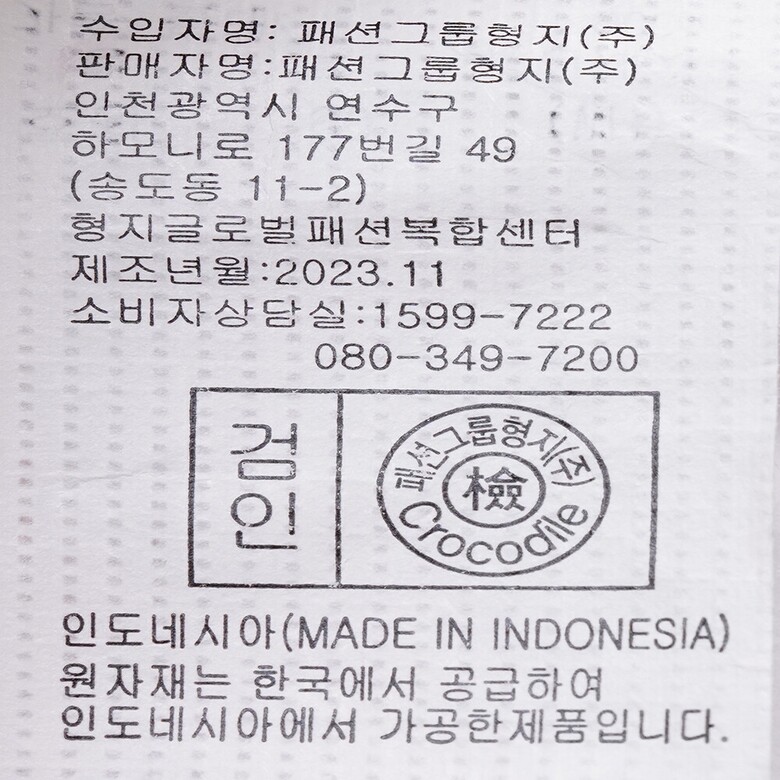 수입자명: 패션그룹형지(주)
판매자명:패션그룹형지(주)
인천광역시 연수구
하모니로 177번길 49
(송도동 11-2)
형지글로벌패션복합센터
제조년월:2023.11
소비자상담실:1599-7222
080-349-7200
검인
패션그룹형지(주)
檢
Crocodile
인도네시아(MADE IN INDONESIA)
원자재는 한국에서 공급하여
인도네시아에서 가공한제품입니다.